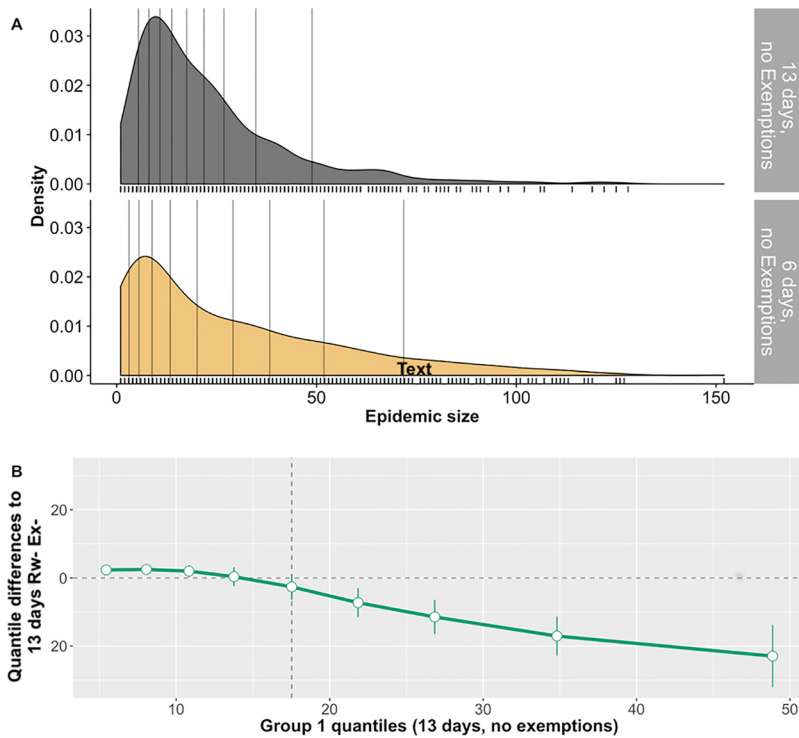 A
0.03
0.02
0.01
0.00
13 days,
no Exemptions
Density
0.03
0.02
0.01
0.00
6 days,
no Exemptions
Text
0 50 100 150
Epidemic size
B
Quantile differences to
13 days Rw- Ex-
20
0
20
10 20 30 40 50
Group 1 quantiles (13 days, no exemptions)